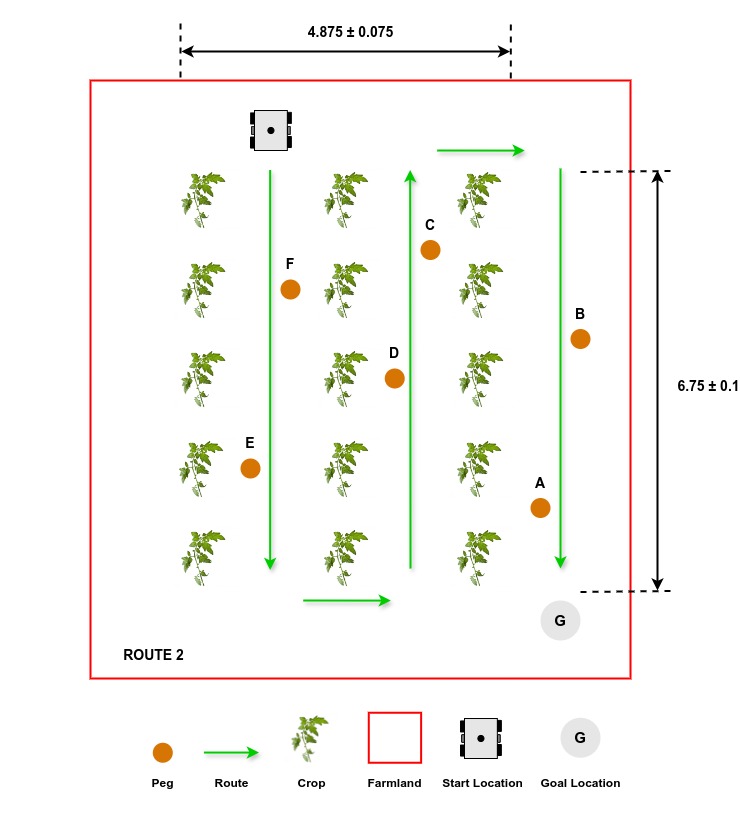 4.875 ± 0.075
C
F
B
D
6.75 ± 0.1
E
A
G
ROUTE 2
G
Peg
Route
Crop
Farmland
Start Location
Goal Location